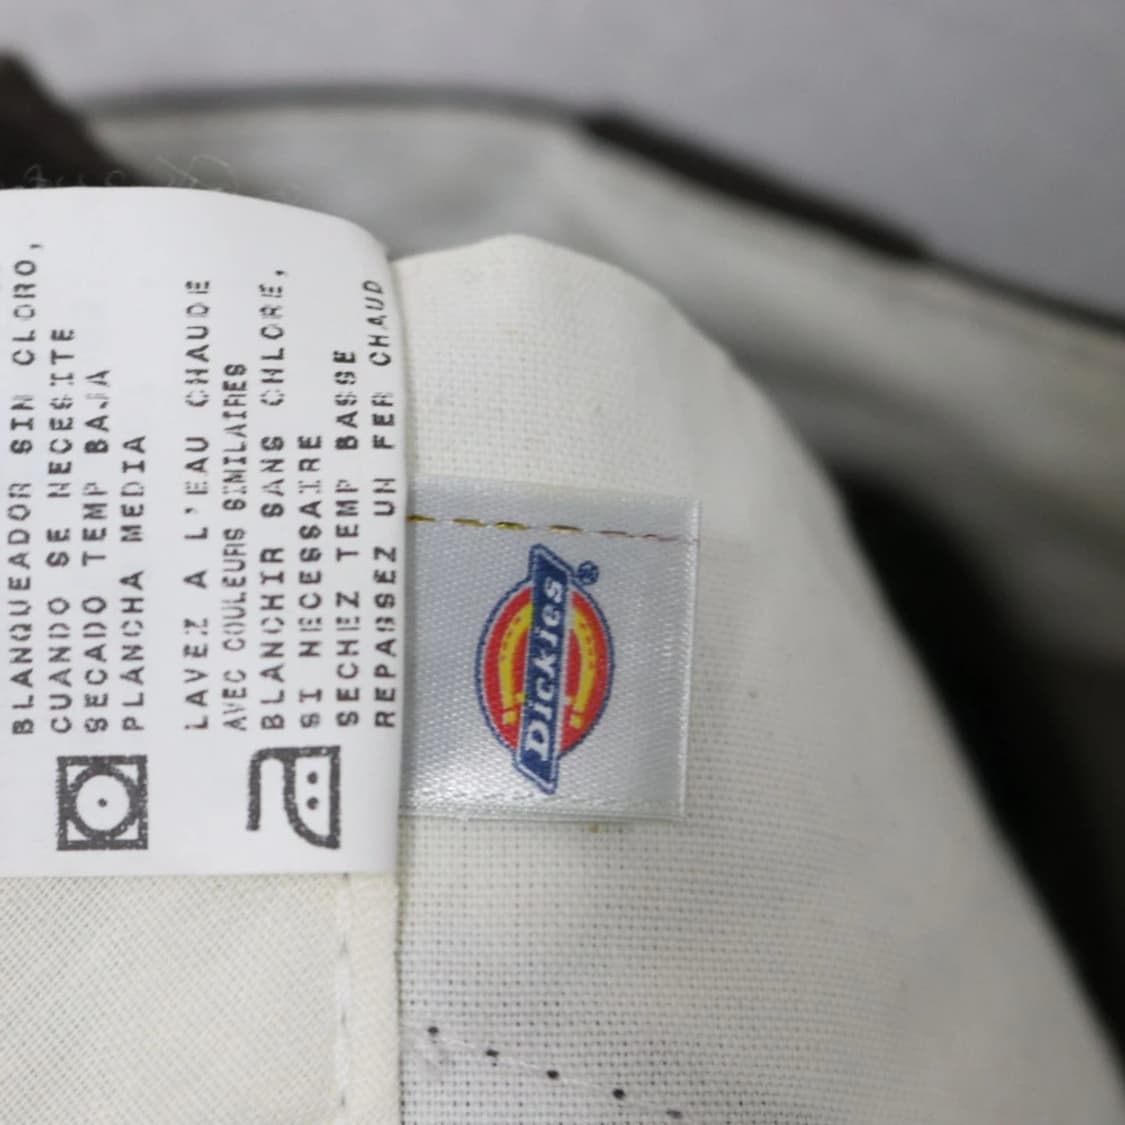 BLANQUEADOR SIN CLORO,
CUANDO SE NECESITE
SECADO TEMP BAJA
PLANCHA MEDIA
LAVEZ A L'EAU CHAUDE
AVEC COULEURS SIMILAIRES
BLANCHIR SANS CHLORE,
SI NECESSAIRE
SECHEZ TEMP BASSE
REPASSEZ UN FER CHAUD
Dickies®